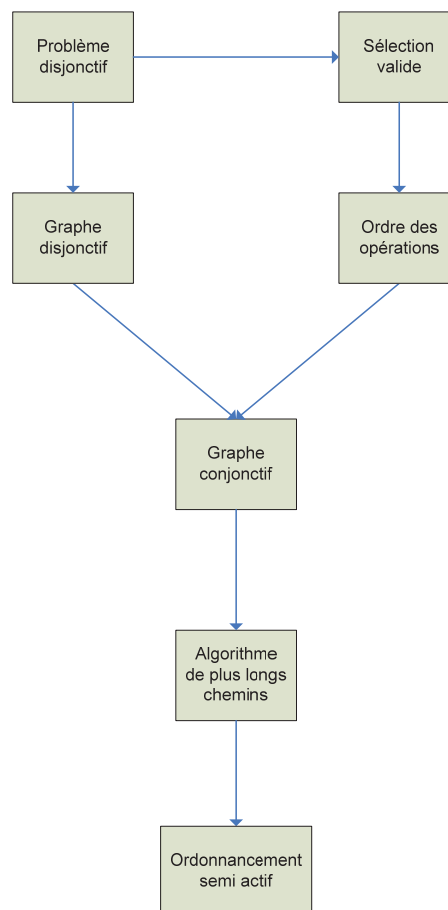 Problème
disjonctif
Sélection
valide
Graphe
disjonctif
Ordre des
opérations
Graphe
conjonctif
Algorithme
de plus longs
chemins
Ordonnancement
semi actif